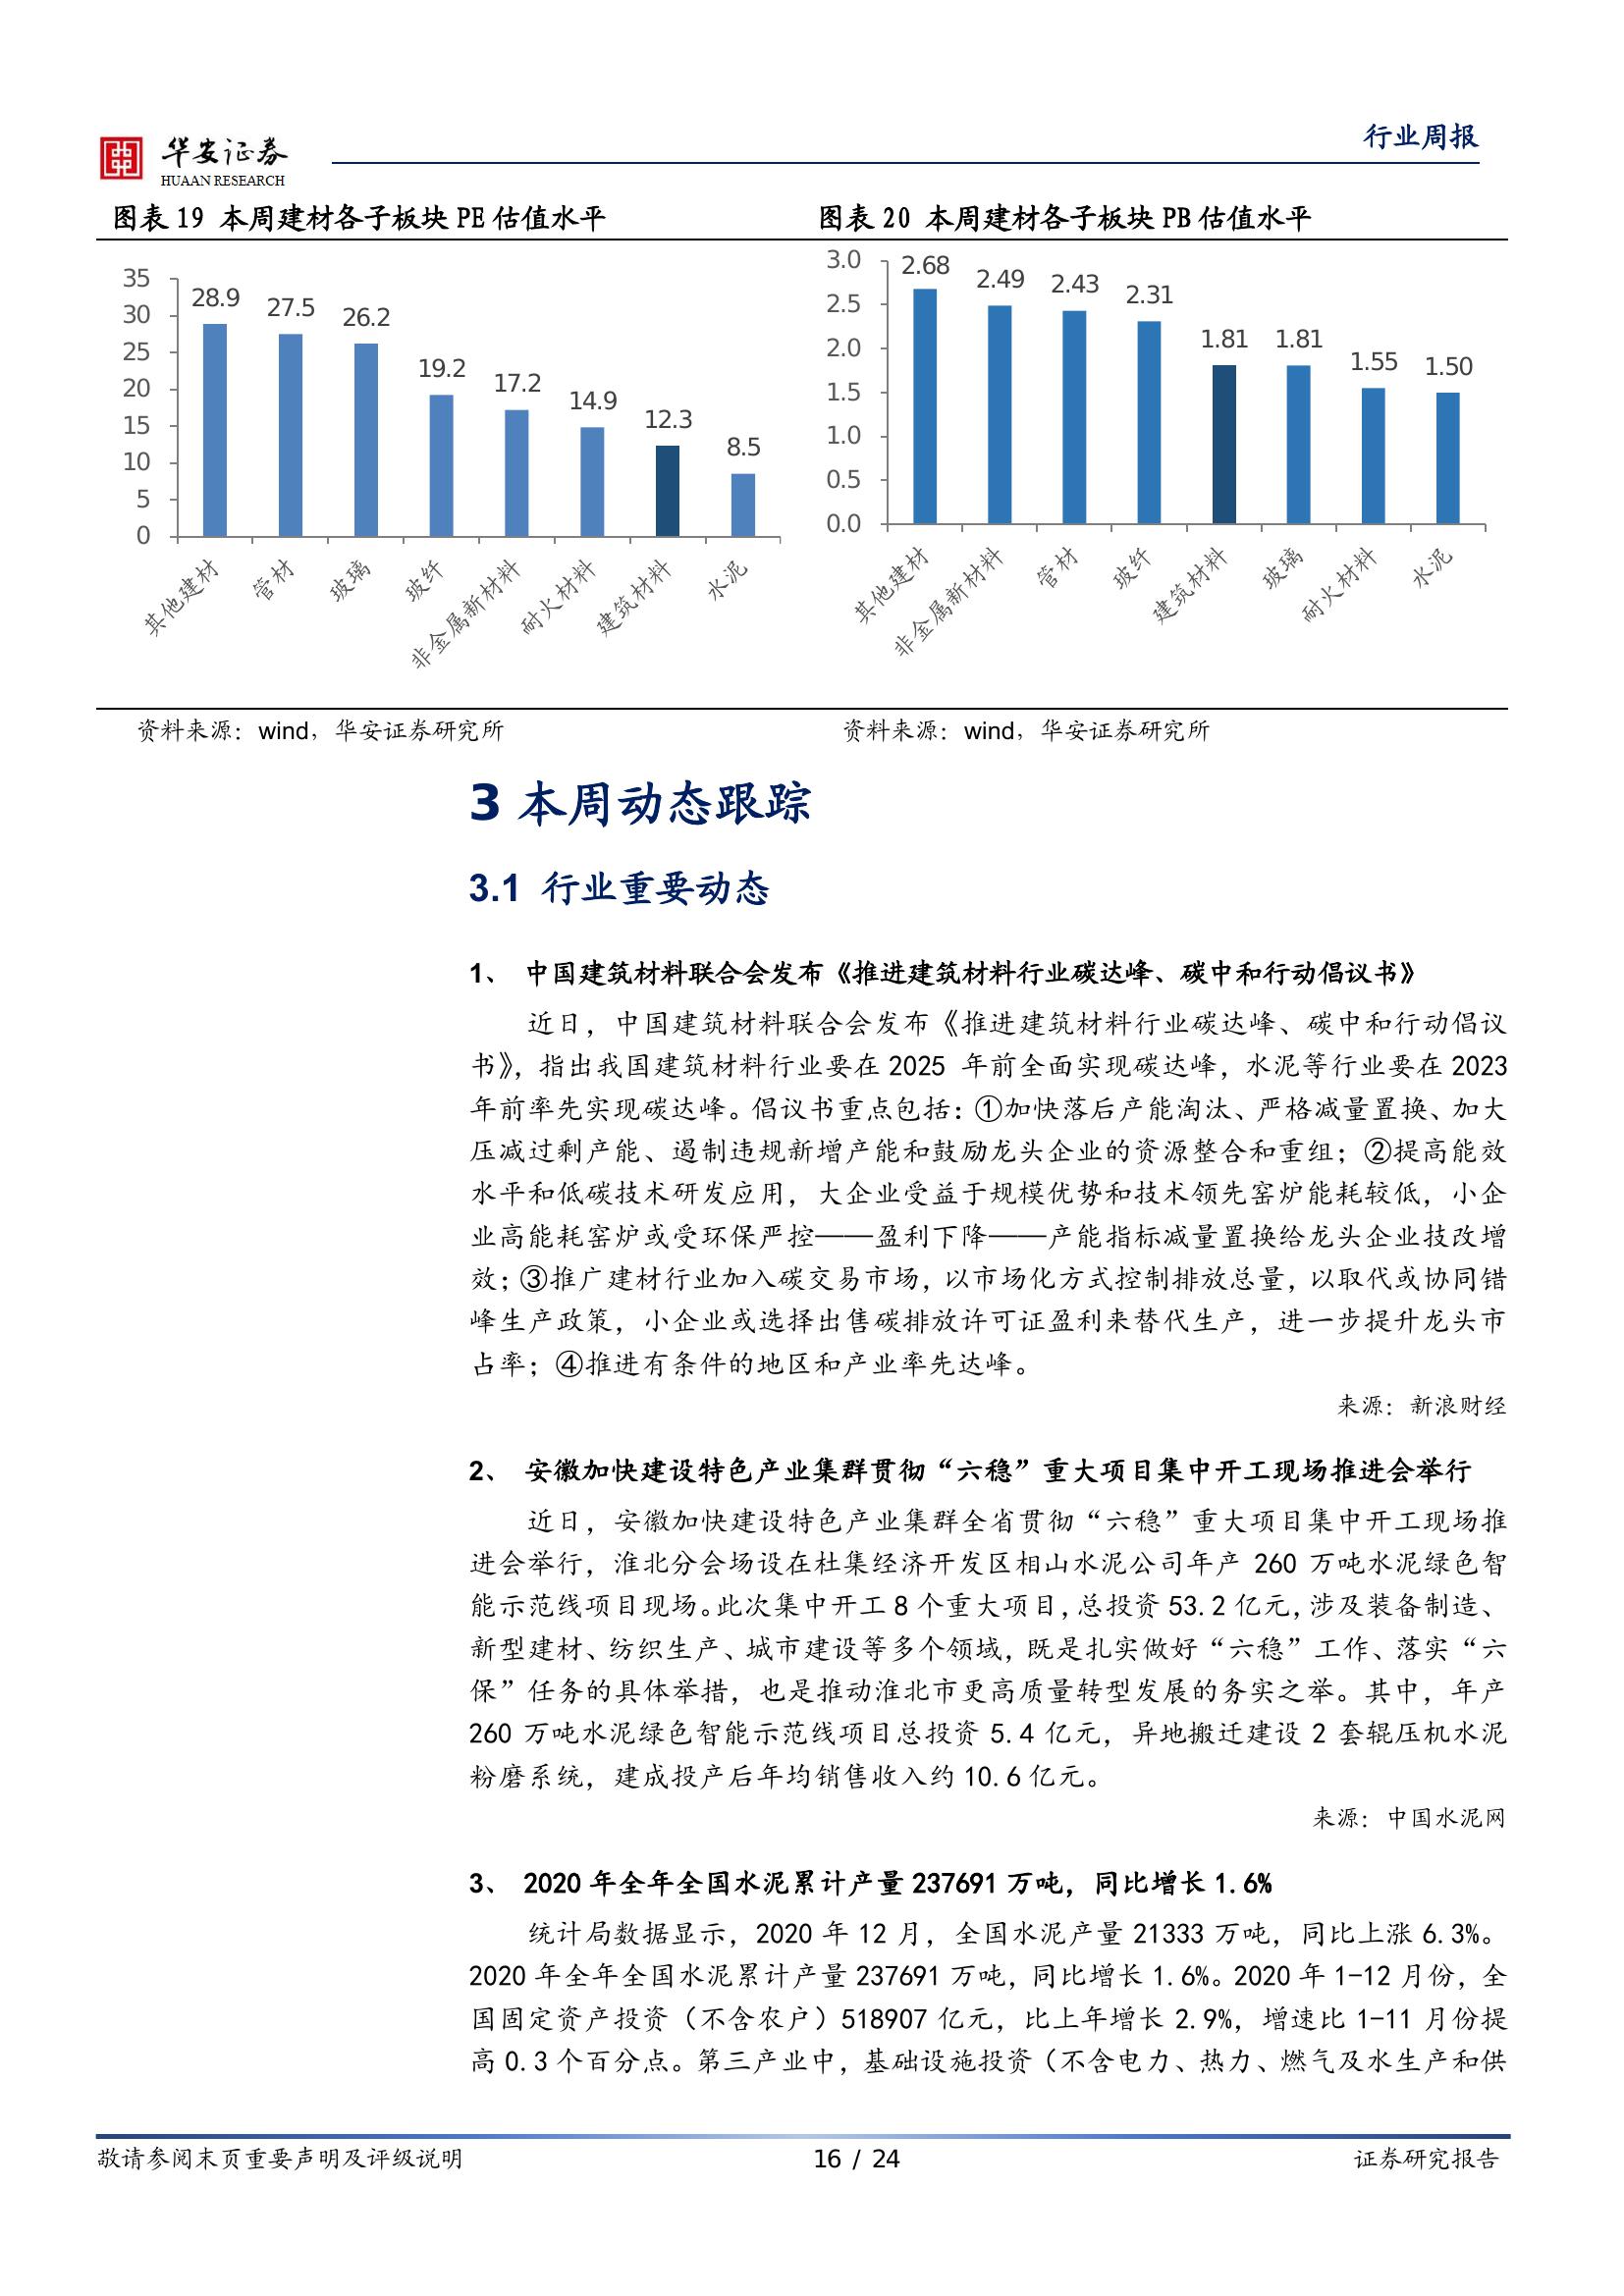 华安证券
HUAAN RESEARCH
行业周报
图表 19 本周建材各子板块 PE 估值水平
35
30
25
20
15
10
5
0
28.9
27.5
26.2
19.2
17.2
14.9
12.3
8.5
其他建材
管材
玻璃
玻纤
非金属新材料
耐火材料
建筑材料
水泥
资料来源：wind，华安证券研究所
图表 20 本周建材各子板块 PB 估值水平
3.0
2.5
2.0
1.5
1.0
0.5
0.0
2.68
2.49
2.43
2.31
1.81
1.81
1.55
1.50
其他建材
非金属新材料
管材
玻纤
建筑材料
玻璃
耐火材料
水泥
资料来源：wind，华安证券研究所
3 本周动态跟踪
3.1 行业重要动态
1、 中国建筑材料联合会发布《推进建筑材料行业碳达峰、碳中和行动倡议书》
近日，中国建筑材料联合会发布《推进建筑材料行业碳达峰、碳中和行动倡议
书》，指出我国建筑材料行业要在 2025 年前全面实现碳达峰，水泥等行业要在 2023
年前率先实现碳达峰。倡议书重点包括：①加快落后产能淘汰、严格减量置换、加大
压减过剩产能、遏制违规新增产能和鼓励龙头企业的资源整合和重组；②提高能效
水平和低碳技术研发应用，大企业受益于规模优势和技术领先窑炉能耗较低，小企
业高能耗窑炉或受环保严控——盈利下降——产能指标减量置换给龙头企业技改增
效；③推广建材行业加入碳交易市场，以市场化方式控制排放总量，以取代或协同错
峰生产政策，小企业或选择出售碳排放许可证盈利来替代生产，进一步提升龙头市
占率；④推进有条件的地区和产业率先达峰。
来源：新浪财经
2、 安徽加快建设特色产业集群贯彻“六稳”重大项目集中开工现场推进会举行
近日，安徽加快建设特色产业集群全省贯彻“六稳”重大项目集中开工现场推
进会举行，淮北分会场设在杜集经济开发区相山水泥公司年产 260 万吨水泥绿色智
能示范线项目现场。此次集中开工 8 个重大项目，总投资 53.2 亿元，涉及装备制造、
新型建材、纺织生产、城市建设等多个领域，既是扎实做好“六稳”工作、落实“六
保”任务的具体举措，也是推动淮北市更高质量转型发展的务实之举。其中，年产
260 万吨水泥绿色智能示范线项目总投资 5.4 亿元，异地搬迁建设 2 套辊压机水泥
粉磨系统，建成投产后年均销售收入约 10.6 亿元。
来源：中国水泥网
3、 2020 年全年全国水泥累计产量 237691 万吨，同比增长 1.6%
统计局数据显示，2020 年 12 月，全国水泥产量 21333 万吨，同比上涨 6.3%。
2020 年全年全国水泥累计产量 237691 万吨，同比增长 1.6%。2020 年 1-12 月份，全
国固定资产投资（不含农户）518907 亿元，比上年增长 2.9%，增速比 1-11 月份提
高 0.3 个百分点。第三产业中，基础设施投资（不含电力、热力、燃气及水生产和供
敬请参阅末页重要声明及评级说明
16 / 24
证券研究报告